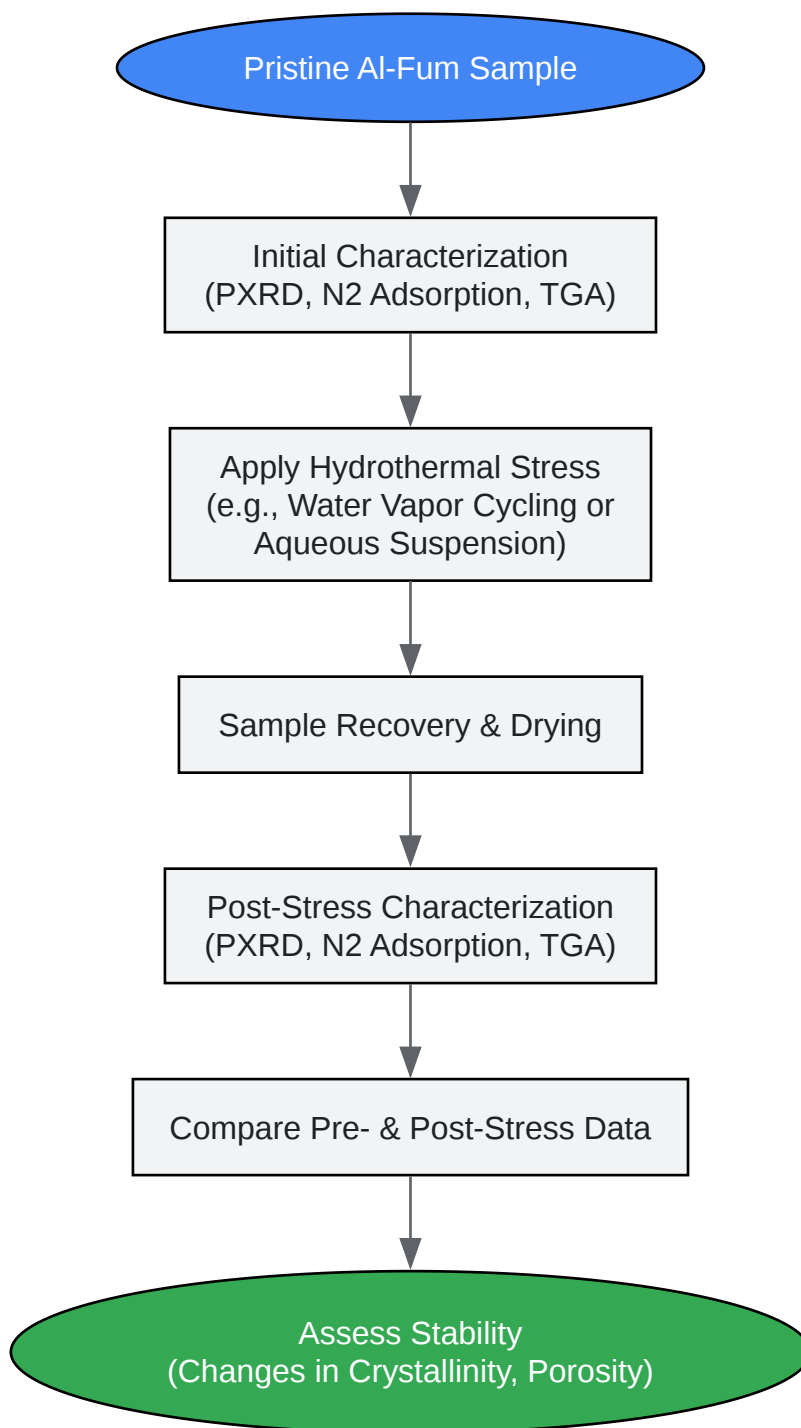 Pristine Al-Fum Sample
Initial Characterization
(PXRD, N2 Adsorption, TGA)
Apply Hydrothermal Stress
(e.g., Water Vapor Cycling or
Aqueous Suspension)
Sample Recovery & Drying
Post-Stress Characterization
(PXRD, N2 Adsorption, TGA)
Compare Pre- & Post-Stress Data
Assess Stability
(Changes in Crystallinity, Porosity)